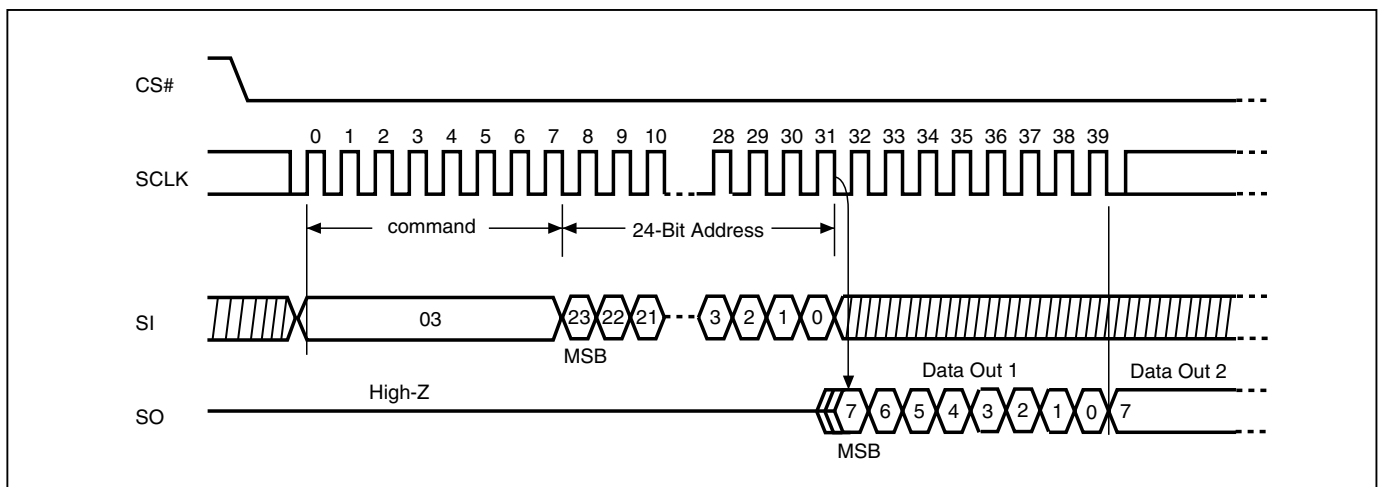 CS#
0 1 2 3 4 5 6 7 8 9 10 28 29 30 31 32 33 34 35 36 37 38 39
SCLK
command 24-Bit Address
SI 03 23 22 21 3 2 1 0
MSB
Data Out 1 Data Out 2
High-Z
SO 7 6 5 4 3 2 1 0 7
MSB